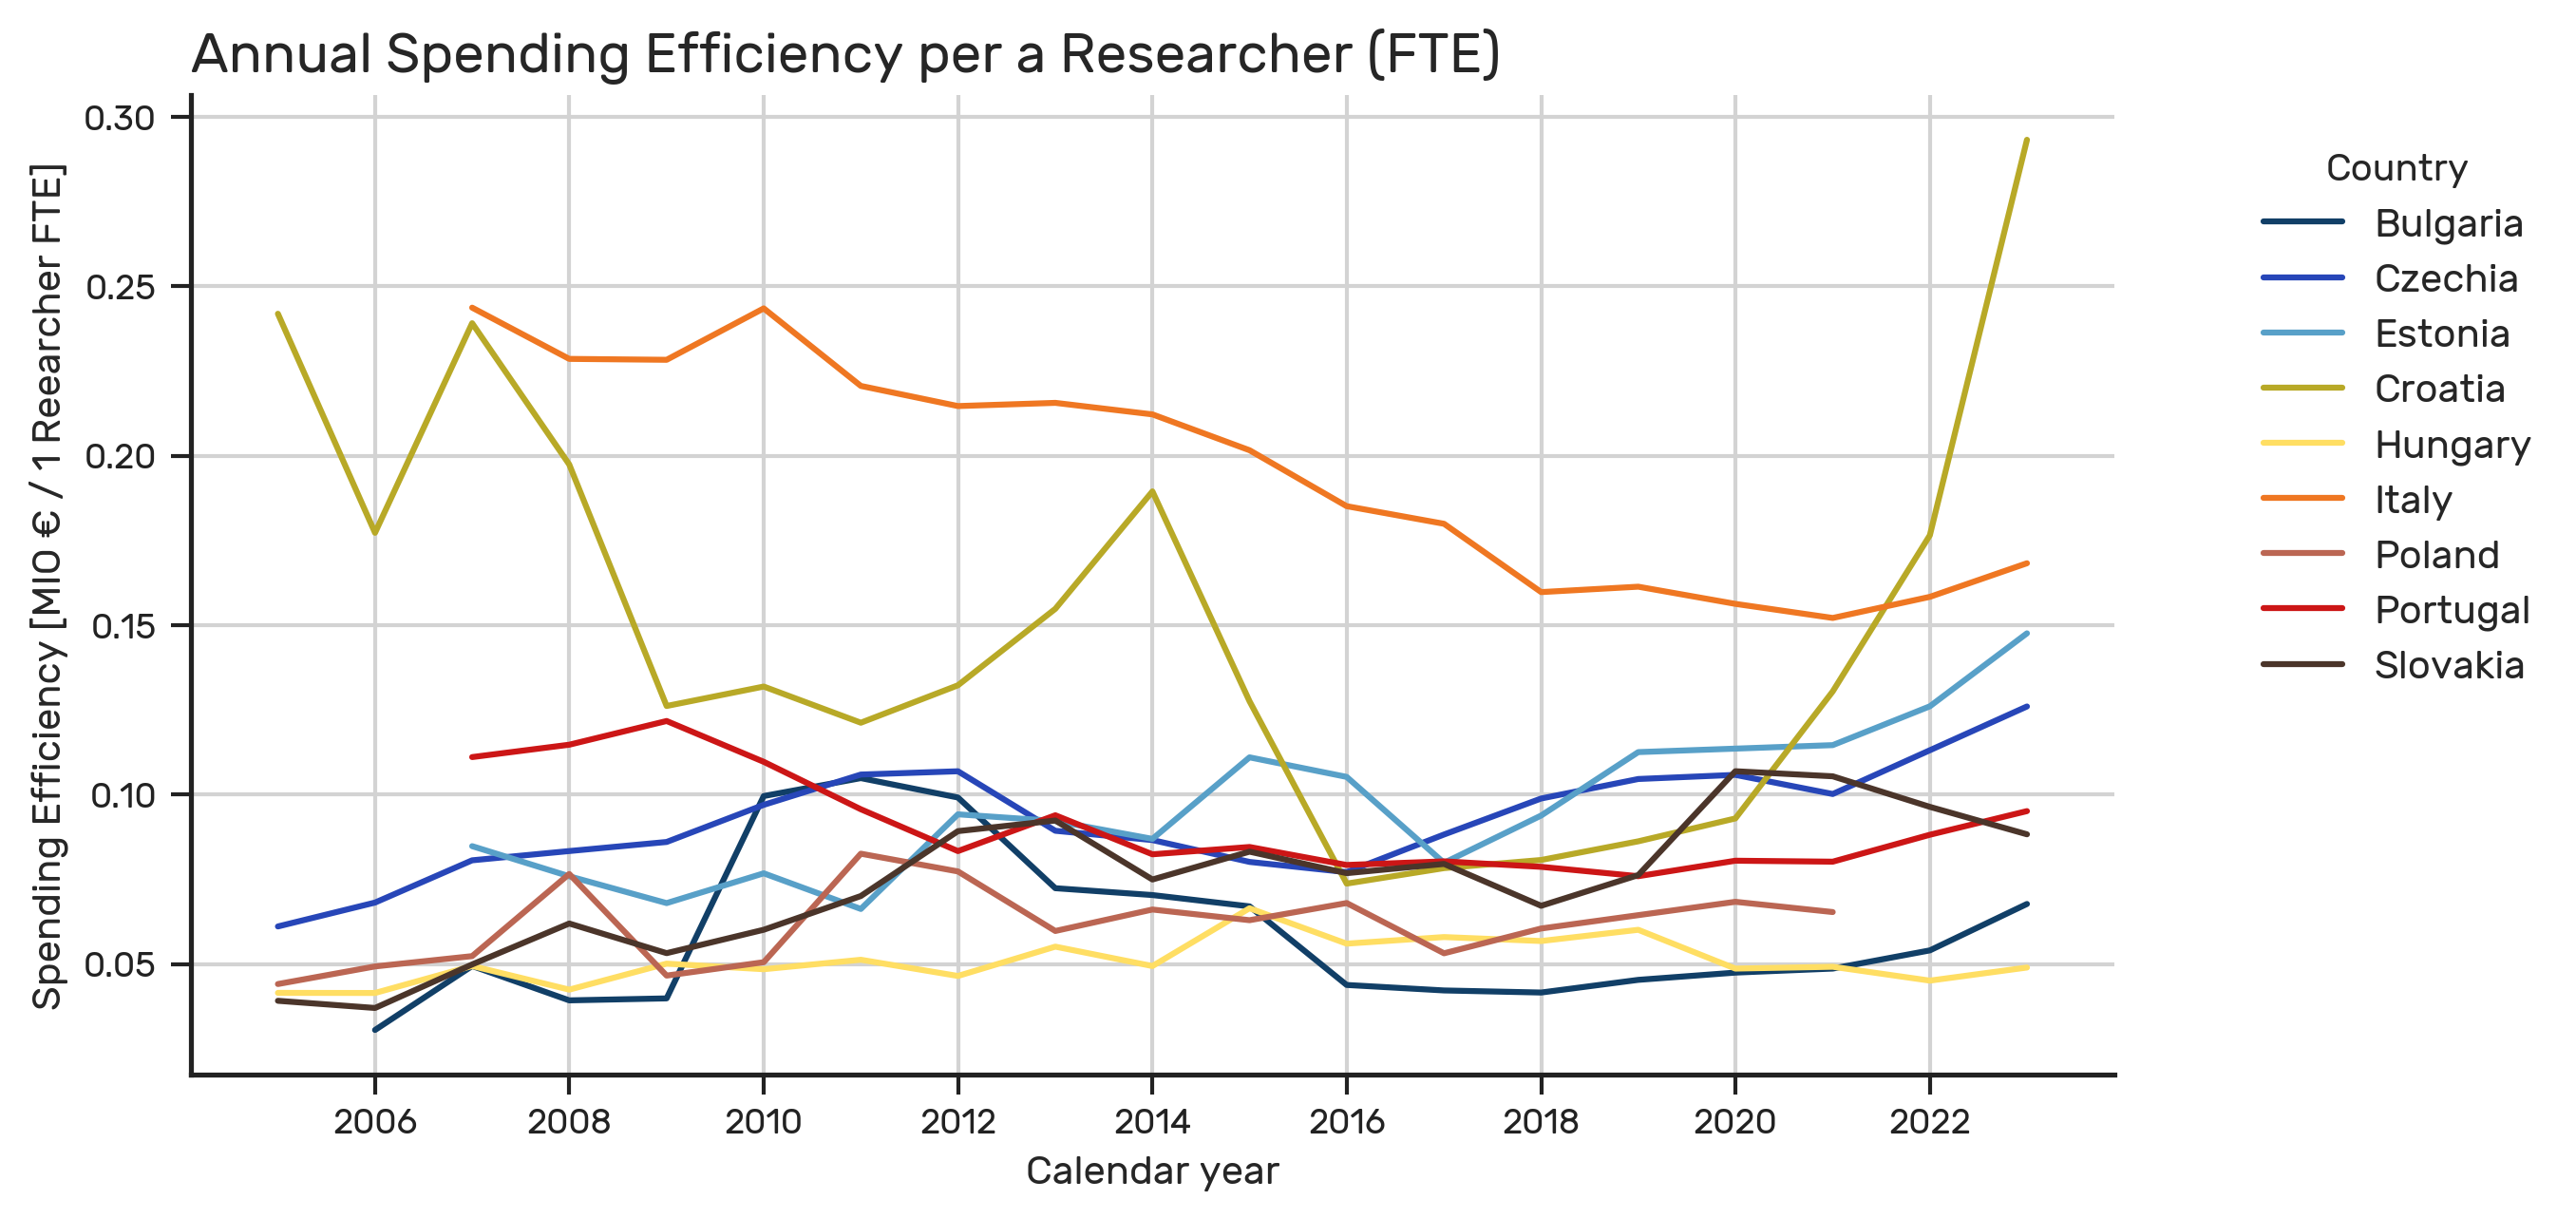 Annual Spending Efficiency per a Researcher (FTE)
Spending Efficiency [MIO € / 1 Reearcher FTE]
0.30
0.25
0.20
0.15
0.10
0.05
2006 2008 2010 2012 2014 2016 2018 2020 2022
Calendar year
Country
Bulgaria
Czechia
Estonia
Croatia
Hungary
Italy
Poland
Portugal
Slovakia